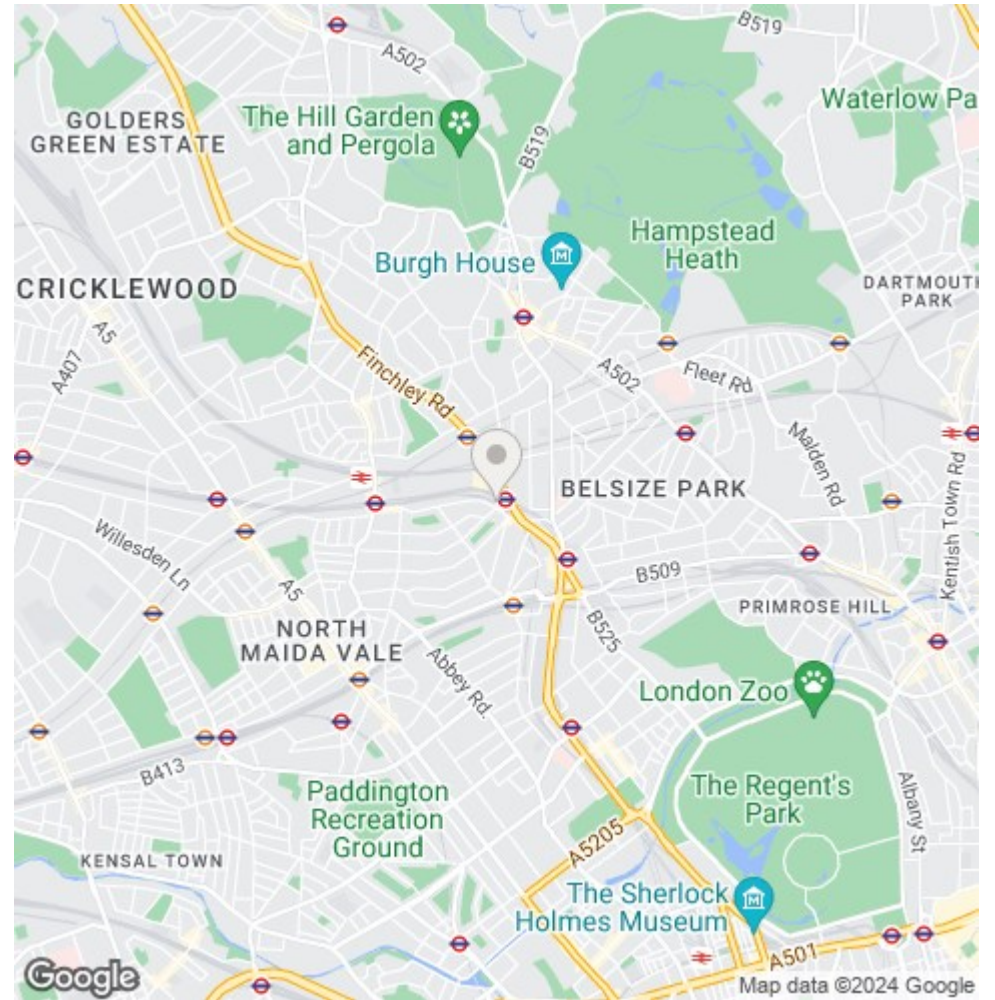 B519
A502
GOLDERS
GREEN ESTATE
The Hill Garden
and Pergola
B519
Waterlow Pa
Hampstead
Heath
Burgh House
DARTMOUTH
PARK
CRICKLEWOOD
A5
A407
Finchley Rd
A502
Fleet Rd
Malden Rd
Kentish Town Rd
BELSIZE PARK
Willesden Ln
A5
B509
B525
PRIMROSE HILL
NORTH
MAIDA VALE
Abbey Rd.
London Zoo
B413
The Regent's
Park
Albany St
Paddington
Recreation
Ground
A5205
KENSAL TOWN
The Sherlock
Holmes Museum
A501
Google
Map data ©2024 Google